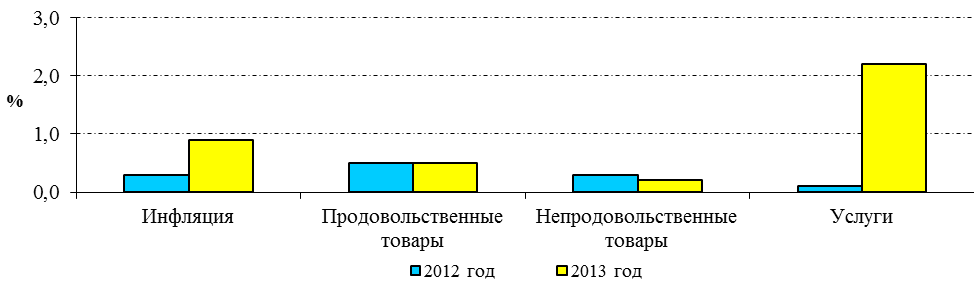 3,0
2,0
%
1,0
0,0
Инфляция
Продовольственные
товары
Непродовольственные
товары
Услуги
2012 год
2013 год